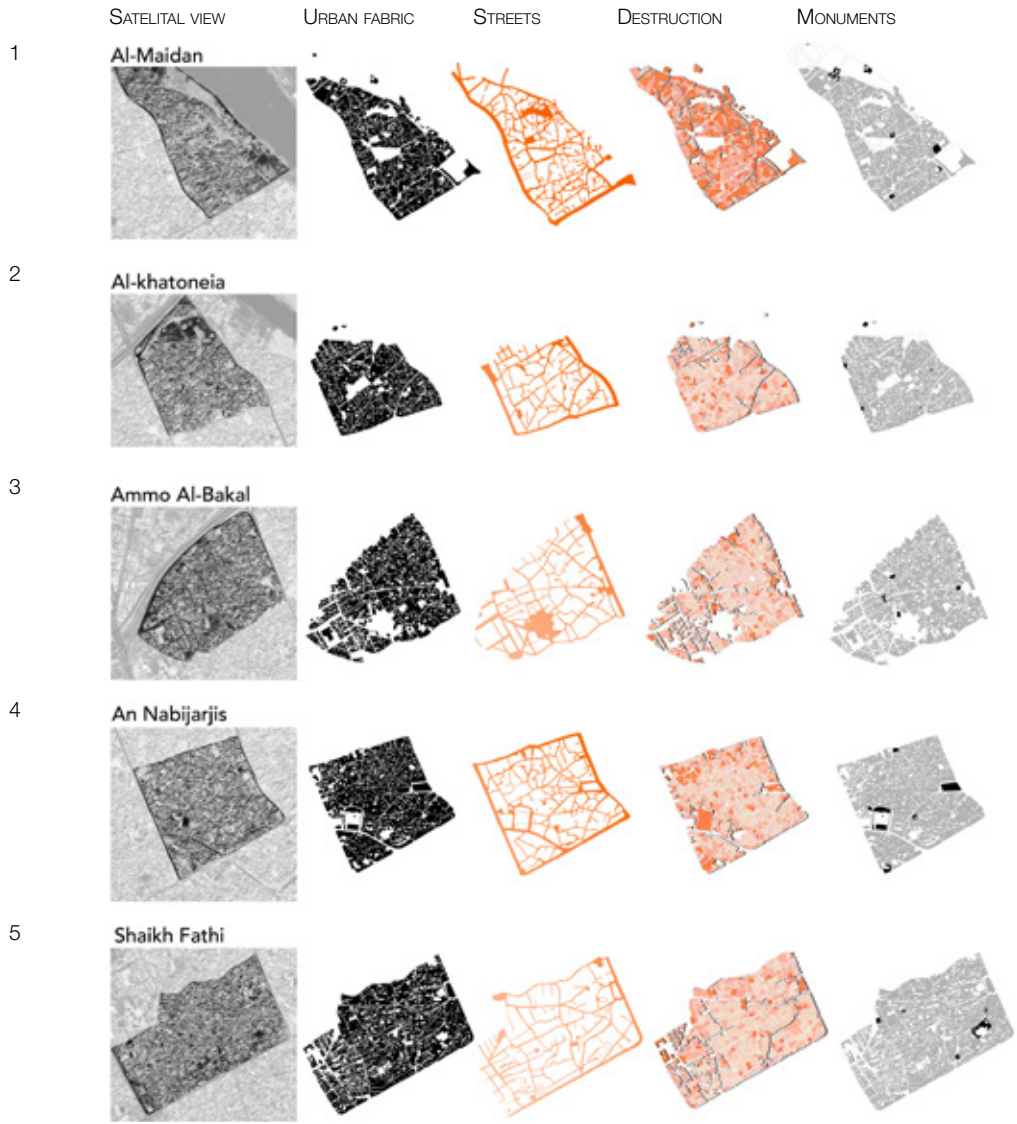 SATELITAL VIEW URBAN FABRIC STREETS DESTRUCTION MONUMENTS
1 Al-Maidan
2 Al-khatoneia
3 Ammo Al-Bakal
4 An Nabijarjis
5 Shaikh Fathi